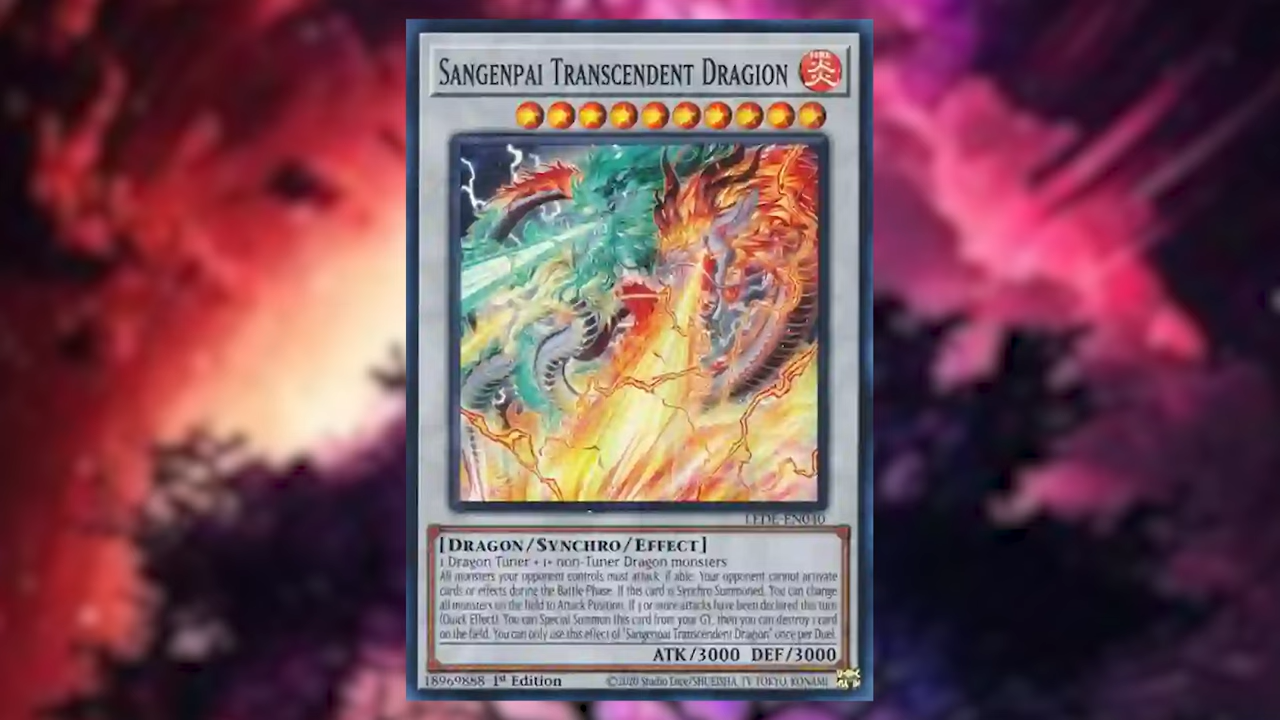 SANGENPAI TRANSCENDENT DRAGION
FIRE
炎
LEDE-EN040
[DRAGON/SYNCHRO/EFFECT]
1 Dragon Tuner + 1+ non-Tuner Dragon monsters
All monsters your opponent controls must attack, if able. Your opponent cannot activate
cards or effects during the Battle Phase. If this card is Synchro Summoned: You can change
all monsters on the field to Attack Position. If 3 or more attacks have been declared this turn
(Quick Effect): You can Special Summon this card from your GY, then you can destroy 1 card
on the field. You can only use this effect of "Sangenpai Transcendent Dragion" once per Duel.
ATK/3000 DEF/3000
18969888 1st Edition
©2020 Studio Dice/SHUEISHA, TV TOKYO, KONAMI